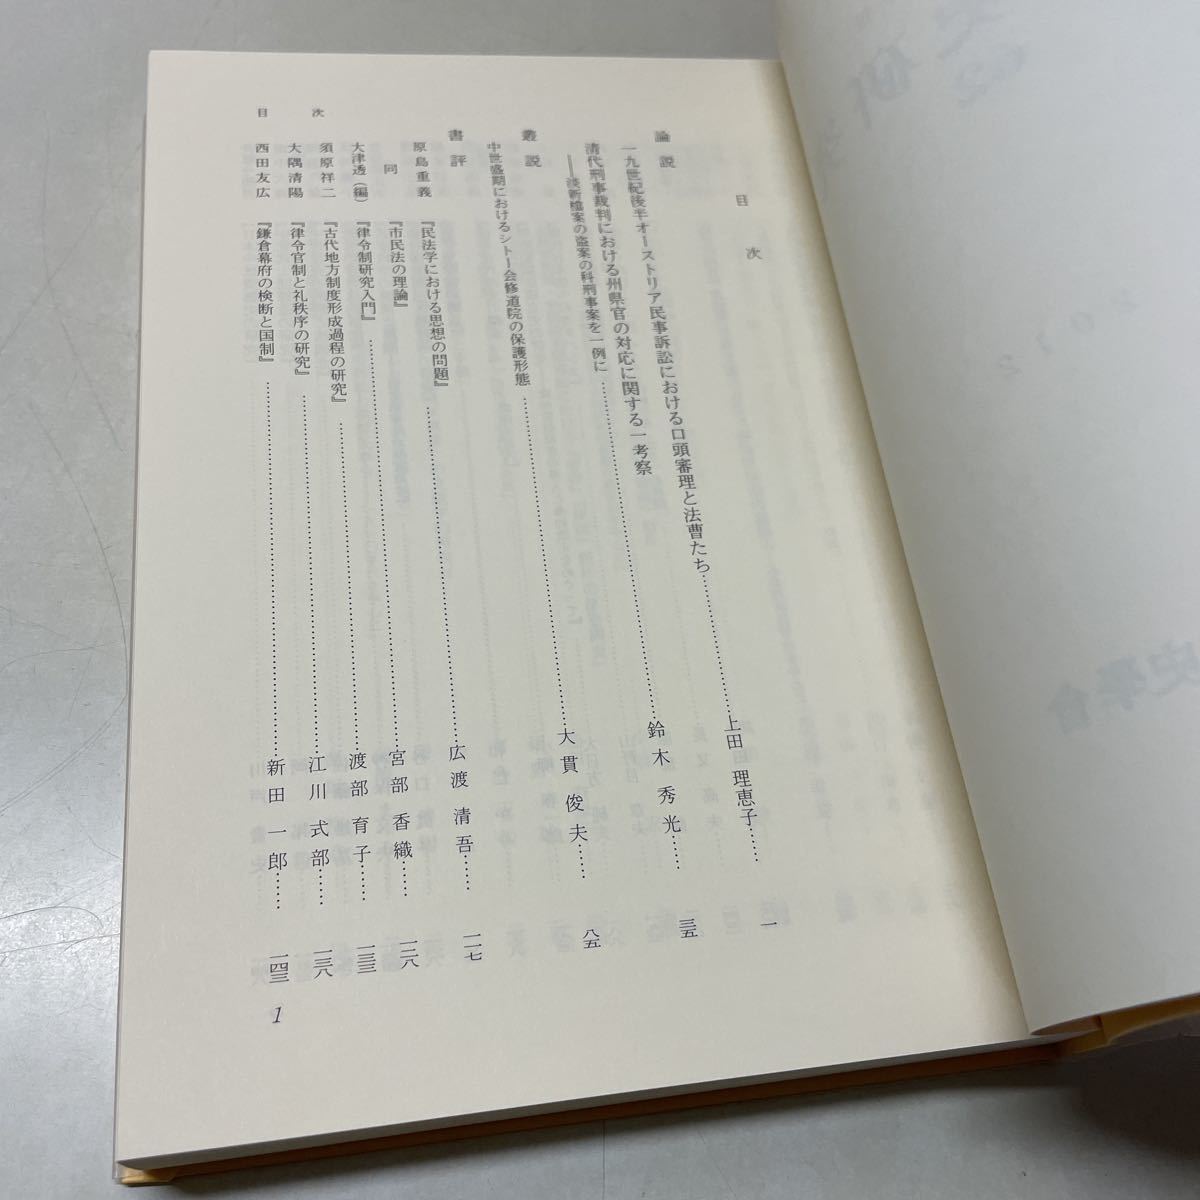 目次
論説
一九世紀後半オーストリア民事訴訟における口頭審理と法曹たち……上田 理恵子…… 一
清代刑事裁判における州県官の対応に関する一考察
――淡新檔案の盗案の科刑事案を一例に……鈴木 秀光…… 三五
叢説
中世盛期におけるシトー会修道院の保護形態……大貫 俊夫…… 八五
書評
原島重義 『民法学における思想の問題』
同 『市民法の理論』……広渡 清吾…… 一一七
大津透(編) 『律令制研究入門』……宮部 香織…… 一二八
須原祥二 『古代地方制度形成過程の研究』……渡部 育子…… 一三三
大隅清陽 『律令官制と礼秩序の研究』……江川 式部…… 一三八
西田友広 『鎌倉幕府の検断と国制』……新田 一郎…… 一四三
目次
1
史學會